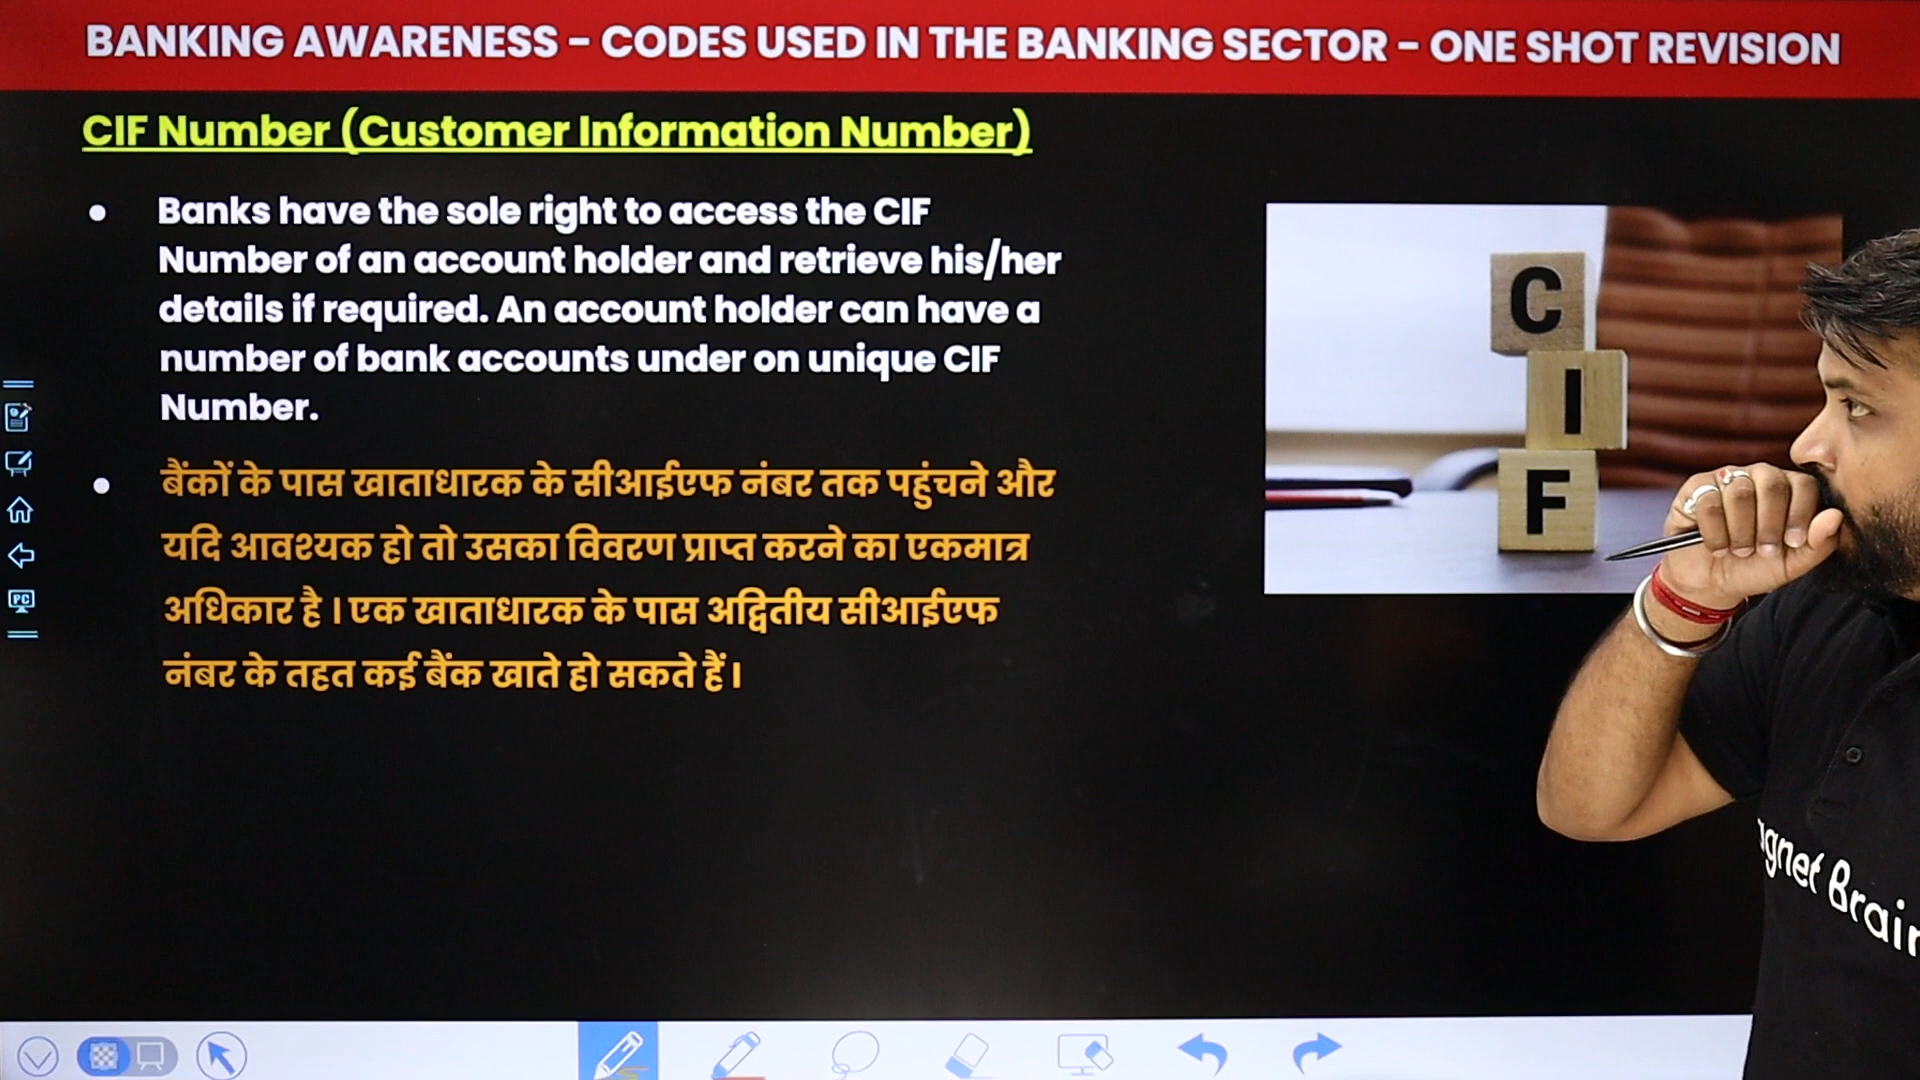 BANKING AWARENESS - CODES USED IN THE BANKING SECTOR - ONE SHOT REVISION
CIF Number (Customer Information Number)
Banks have the sole right to access the CIF
Number of an account holder and retrieve his/her
details if required. An account holder can have a
number of bank accounts under on unique CIF
Number.
बैंकों के पास खाताधारक के सीआईएफ नंबर तक पहुंचने और
यदि आवश्यक हो तो उसका विवरण प्राप्त करने का एकमात्र
अधिकार है । एक खाताधारक के पास अद्वितीय सीआईएफ
नंबर के तहत कई बैंक खाते हो सकते हैं ।
C
I
F
PC
gnet Brain